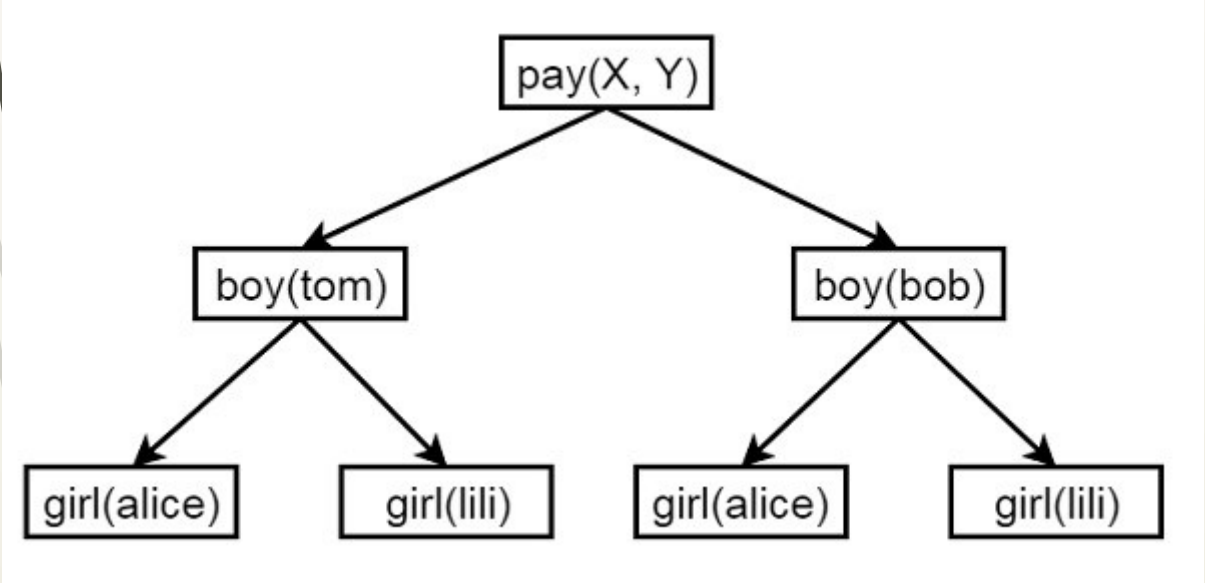 pay(X, Y)
boy(tom)
boy(bob)
girl(alice)
girl(lili)
girl(alice)
girl(lili)